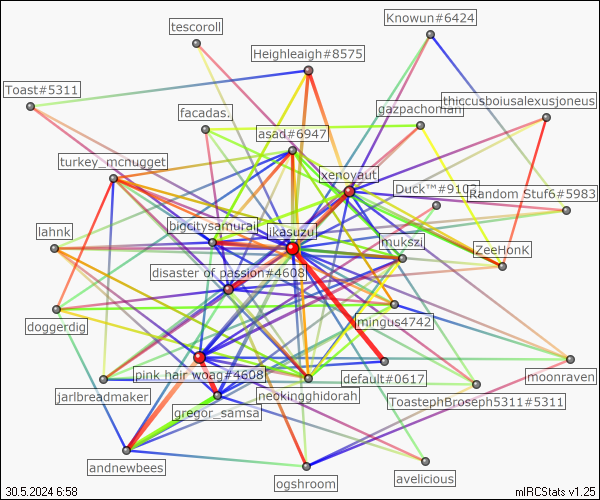 Knowun#6424
tescoroll
Heighleaigh#8575
Toast#5311
thiccusboiusalexusjoneus
facadas.
gazpachoman
asad#6947
turkey_mcnugget
xenoyaut
Duck™#9102
Random Stuf6#5983
bigcitysamurai
ikasuzu
lahnk
mukszi
ZeeHonK
disaster of passion#4608
mingus4742
doggerdig
pink hair woag#4608
default#0617
moonraven
jarlbreadmaker
neokingghidorah
ToastephBroseph5311#5311
gregor_samsa
andnewbees
ogshroom
avelicious
30.5.2024 6:58
mIRCStats v1.25